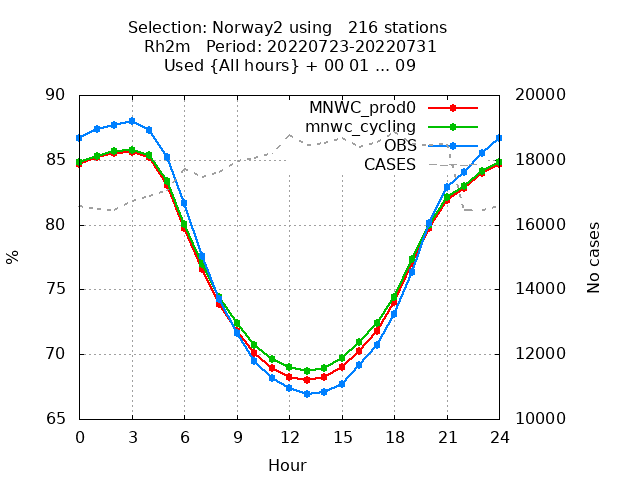 Selection: Norway2 using 216 stations
Rh2m Period: 20220723-20220731
Used {All hours} + 00 01 ... 09
90 20000
MNWC_prod0
mnwc_cycling
OBS
CASES
85 18000
80 16000
% No cases
75 14000
70 12000
65 10000
0 3 6 9 12 15 18 21 24
Hour